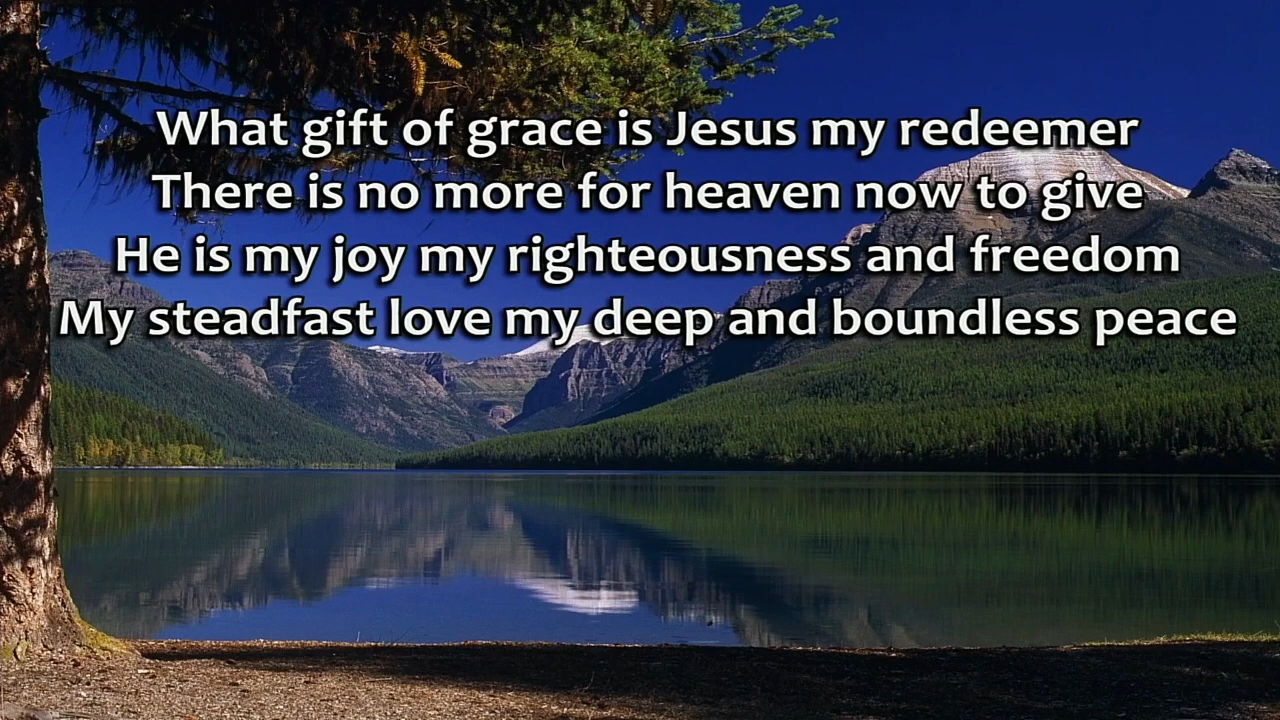 What gift of grace is Jesus my redeemer
There is no more for heaven now to give
He is my joy my righteousness and freedom
My steadfast love my deep and boundless peace